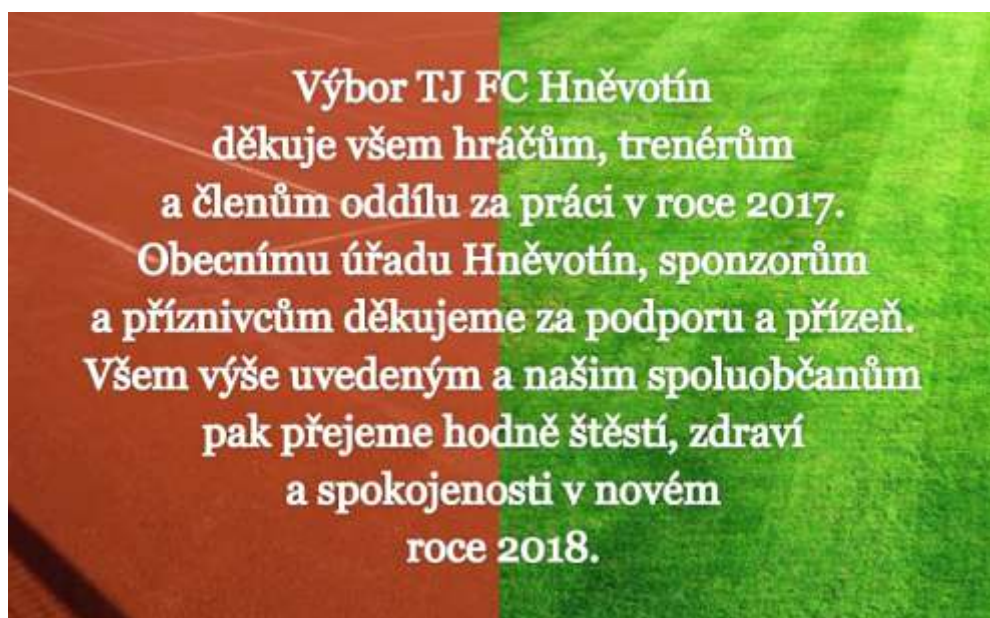 Výbor TJ FC Hněvotín
děkuje všem hráčům, trenérům
a členům oddílu za práci v roce 2017.
Obecnímu úřadu Hněvotín, sponzorům
a příznivcům děkujeme za podporu a přízeň.
Všem výše uvedeným a našim spoluobčanům
pak přejeme hodně štěstí, zdraví
a spokojenosti v novém
roce 2018.